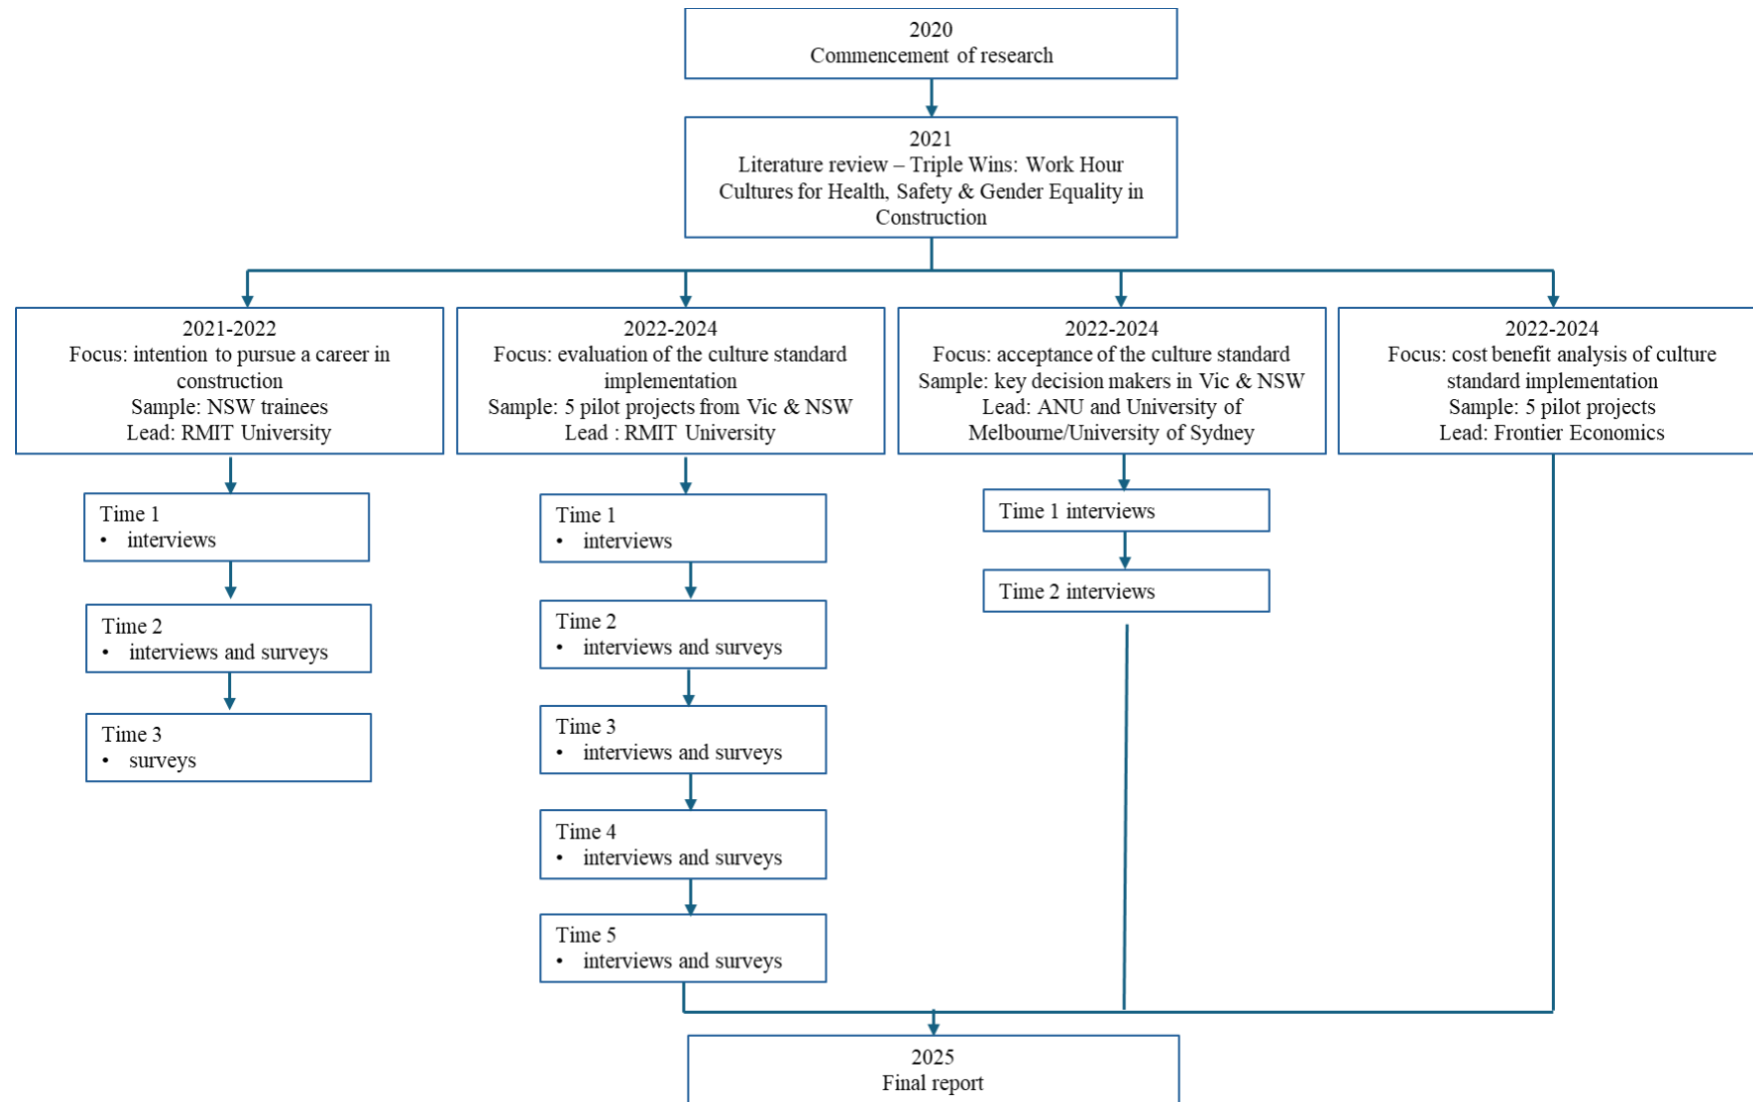 2020
Commencement of research
2021
Literature review – Triple Wins: Work Hour
Cultures for Health, Safety & Gender Equality in
Construction
2021-2022
Focus: intention to pursue a career in
construction
Sample: NSW trainees
Lead: RMIT University
2022-2024
Focus: evaluation of the culture standard
implementation
Sample: 5 pilot projects from Vic & NSW
Lead : RMIT University
2022-2024
Focus: acceptance of the culture standard
Sample: key decision makers in Vic & NSW
Lead: ANU and University of
Melbourne/University of Sydney
2022-2024
Focus: cost benefit analysis of culture
standard implementation
Sample: 5 pilot projects
Lead: Frontier Economics
Time 1
• interviews
Time 2
• interviews and surveys
Time 3
• surveys
Time 1
• interviews
Time 2
• interviews and surveys
Time 3
• interviews and surveys
Time 4
• interviews and surveys
Time 5
• interviews and surveys
Time 1 interviews
Time 2 interviews
2025
Final report